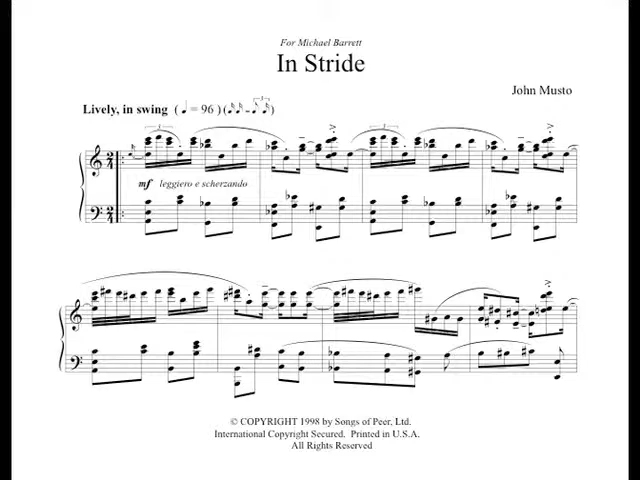 For Michael Barrett
In Stride
John Musto
Lively, in swing (♩ = 96)
mf leggiero e scherzando
© COPYRIGHT 1998 by Songs of Peer, Ltd.
International Copyright Secured. Printed in U.S.A.
All Rights Reserved